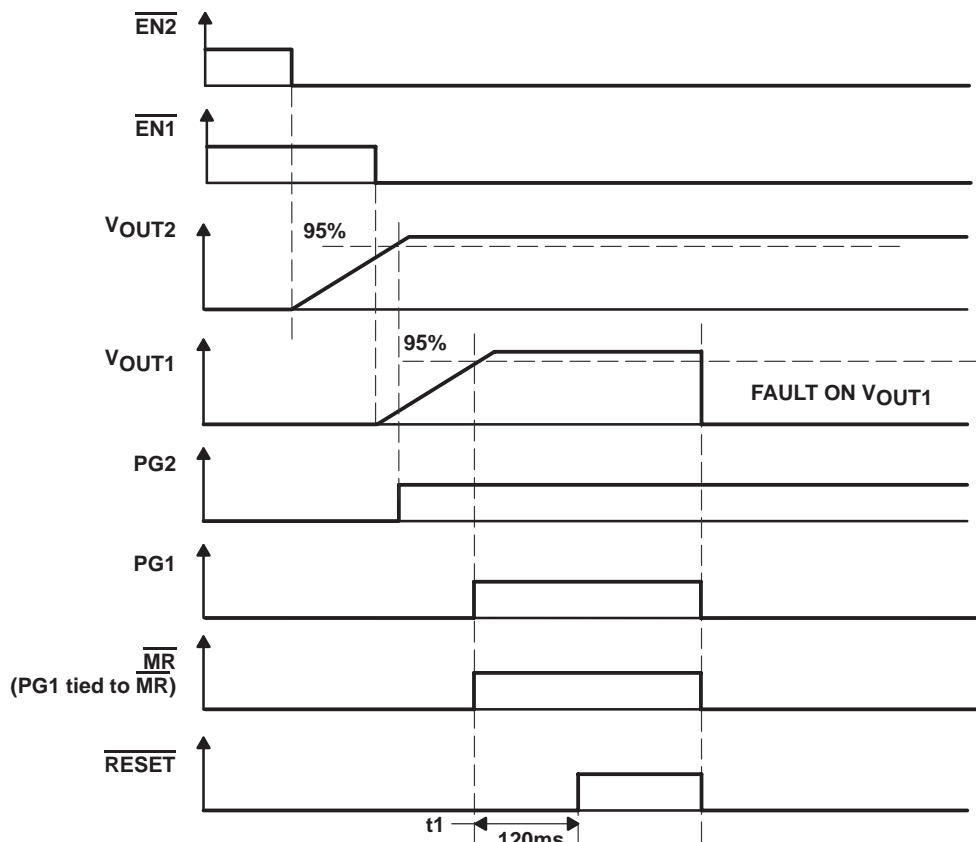 EN2
EN1
VOUT2
95%
VOUT1
95%
FAULT ON VOUT1
PG2
PG1
MR
(PG1 tied to MR)
RESET
t1
120ms